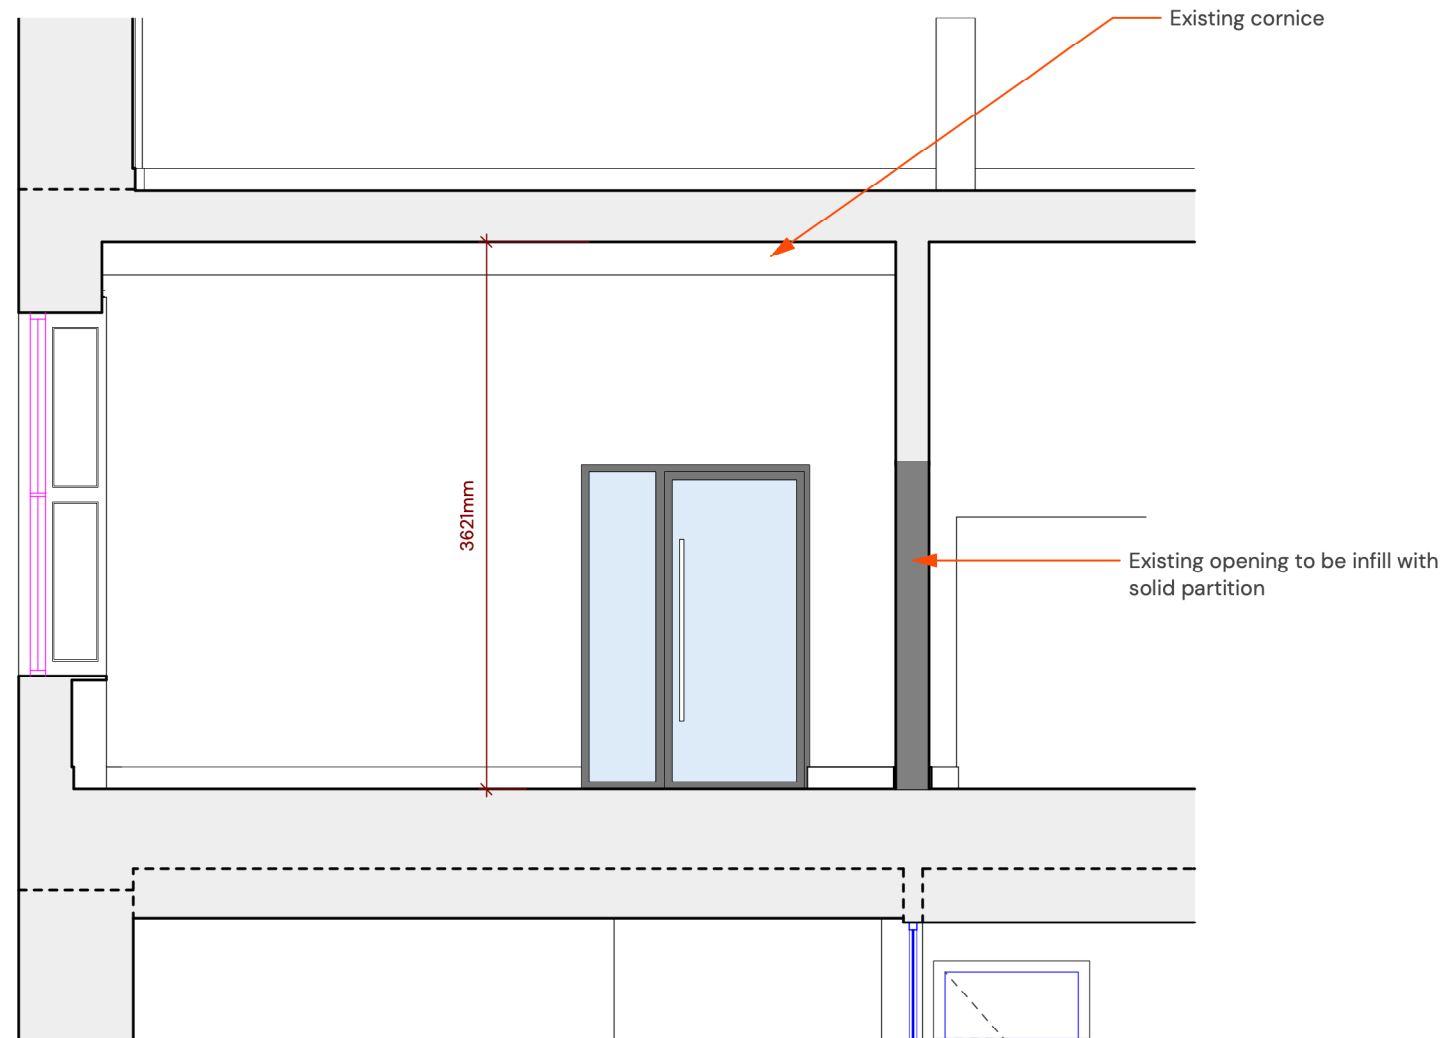 Existing cornice
3621mm
Existing opening to be infill with
solid partition